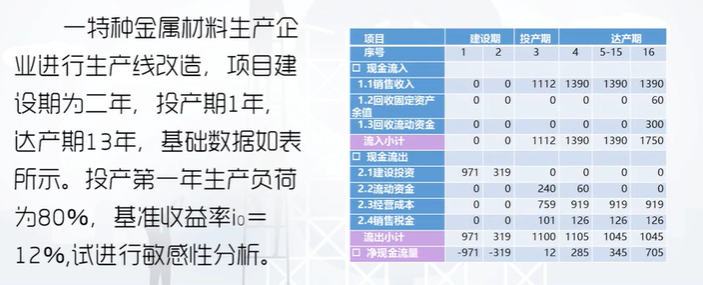 一特种金属材料生产企
业进行生产线改造，项目建
设期为二年，投产期1年，
达产期13年，基础数据如表
所示。投产第一年生产负荷
为80%，基准收益率i₀＝
12%,试进行敏感性分析。
项目 建设期 投产期 达产期
序号 1 2 3 4 5-15 16
□ 现金流入
1.1销售收入 0 0 1112 1390 1390 1390
1.2回收固定资产
余值 0 0 0 0 0 60
1.3回收流动资金 0 0 0 0 0 300
流入小计 0 0 1112 1390 1390 1750
□ 现金流出
2.1建设投资 971 319 0 0 0 0
2.2流动资金 0 0 240 60 0 0
2.3经营成本 0 0 759 919 919 919
2.4销售税金 0 0 101 126 126 126
流出小计 971 319 1100 1105 1045 1045
□ 净现金流量 -971 -319 12 285 345 705